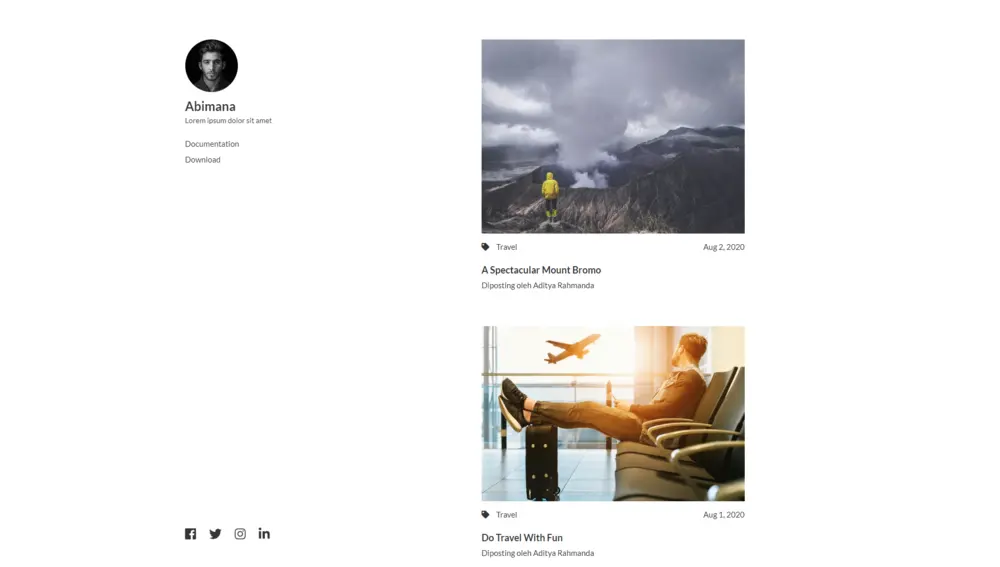 Abimana
Lorem ipsum dolor sit amet
Documentation
Download
Travel
Aug 2, 2020
A Spectacular Mount Bromo
Diposting oleh Aditya Rahmanda
Travel
Aug 1, 2020
Do Travel With Fun
Diposting oleh Aditya Rahmanda